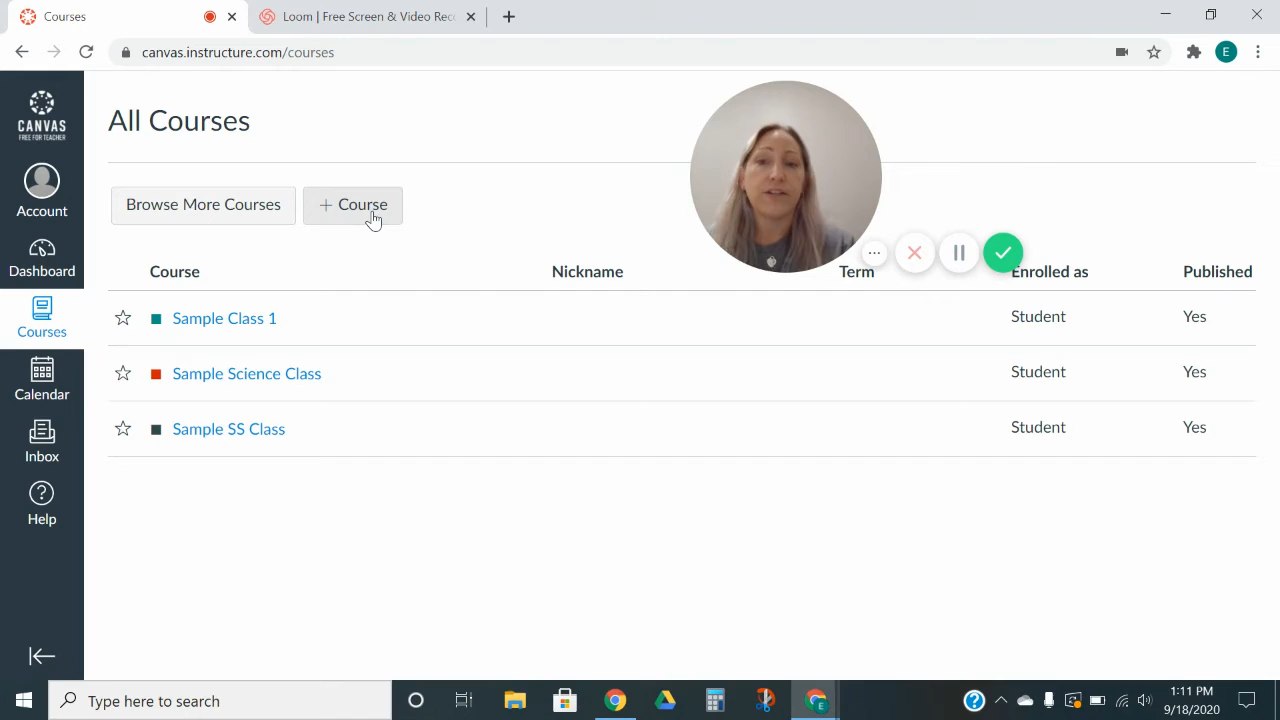 Courses
Loom | Free Screen & Video Rec
canvas.instructure.com/courses
E
CANVAS
FREE FOR TEACHER
Account
Dashboard
Courses
Calendar
Inbox
Help
All Courses
Browse More Courses
+ Course
Course Nickname Term Enrolled as Published
Sample Class 1 Student Yes
Sample Science Class Student Yes
Sample SS Class Student Yes
Type here to search
1:11 PM
9/18/2020